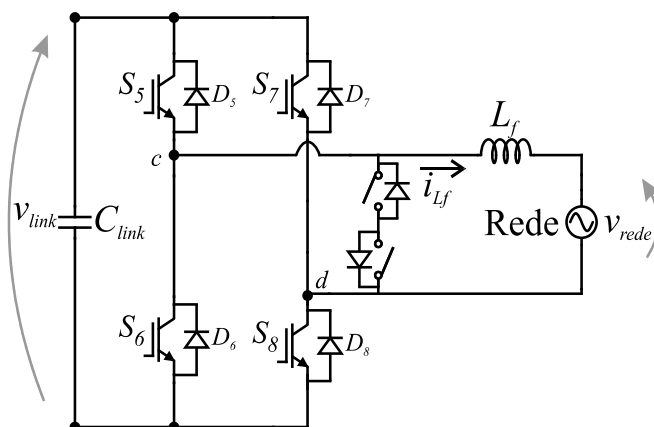 S5 D5 S7 D7
Lf
c
iLf
vlink Clink Rede vrede
d
S6 D6 S8 D8